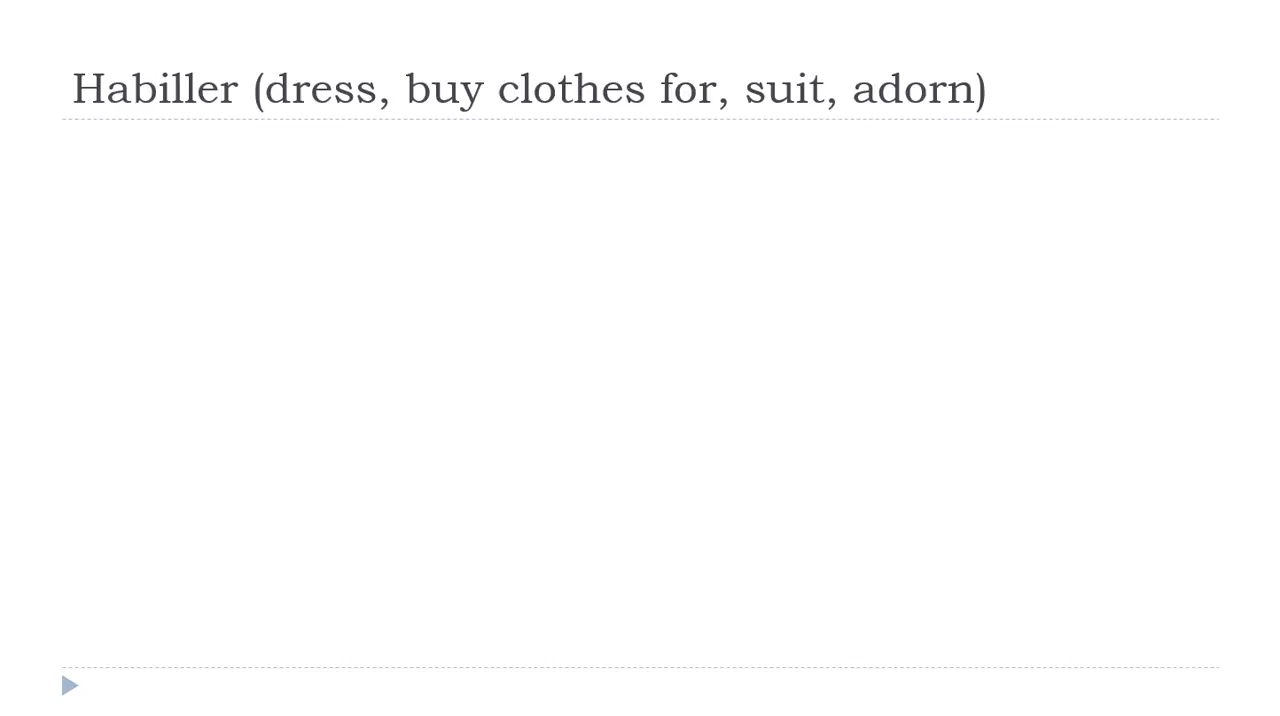 Habiller (dress, buy clothes for, suit, adorn)